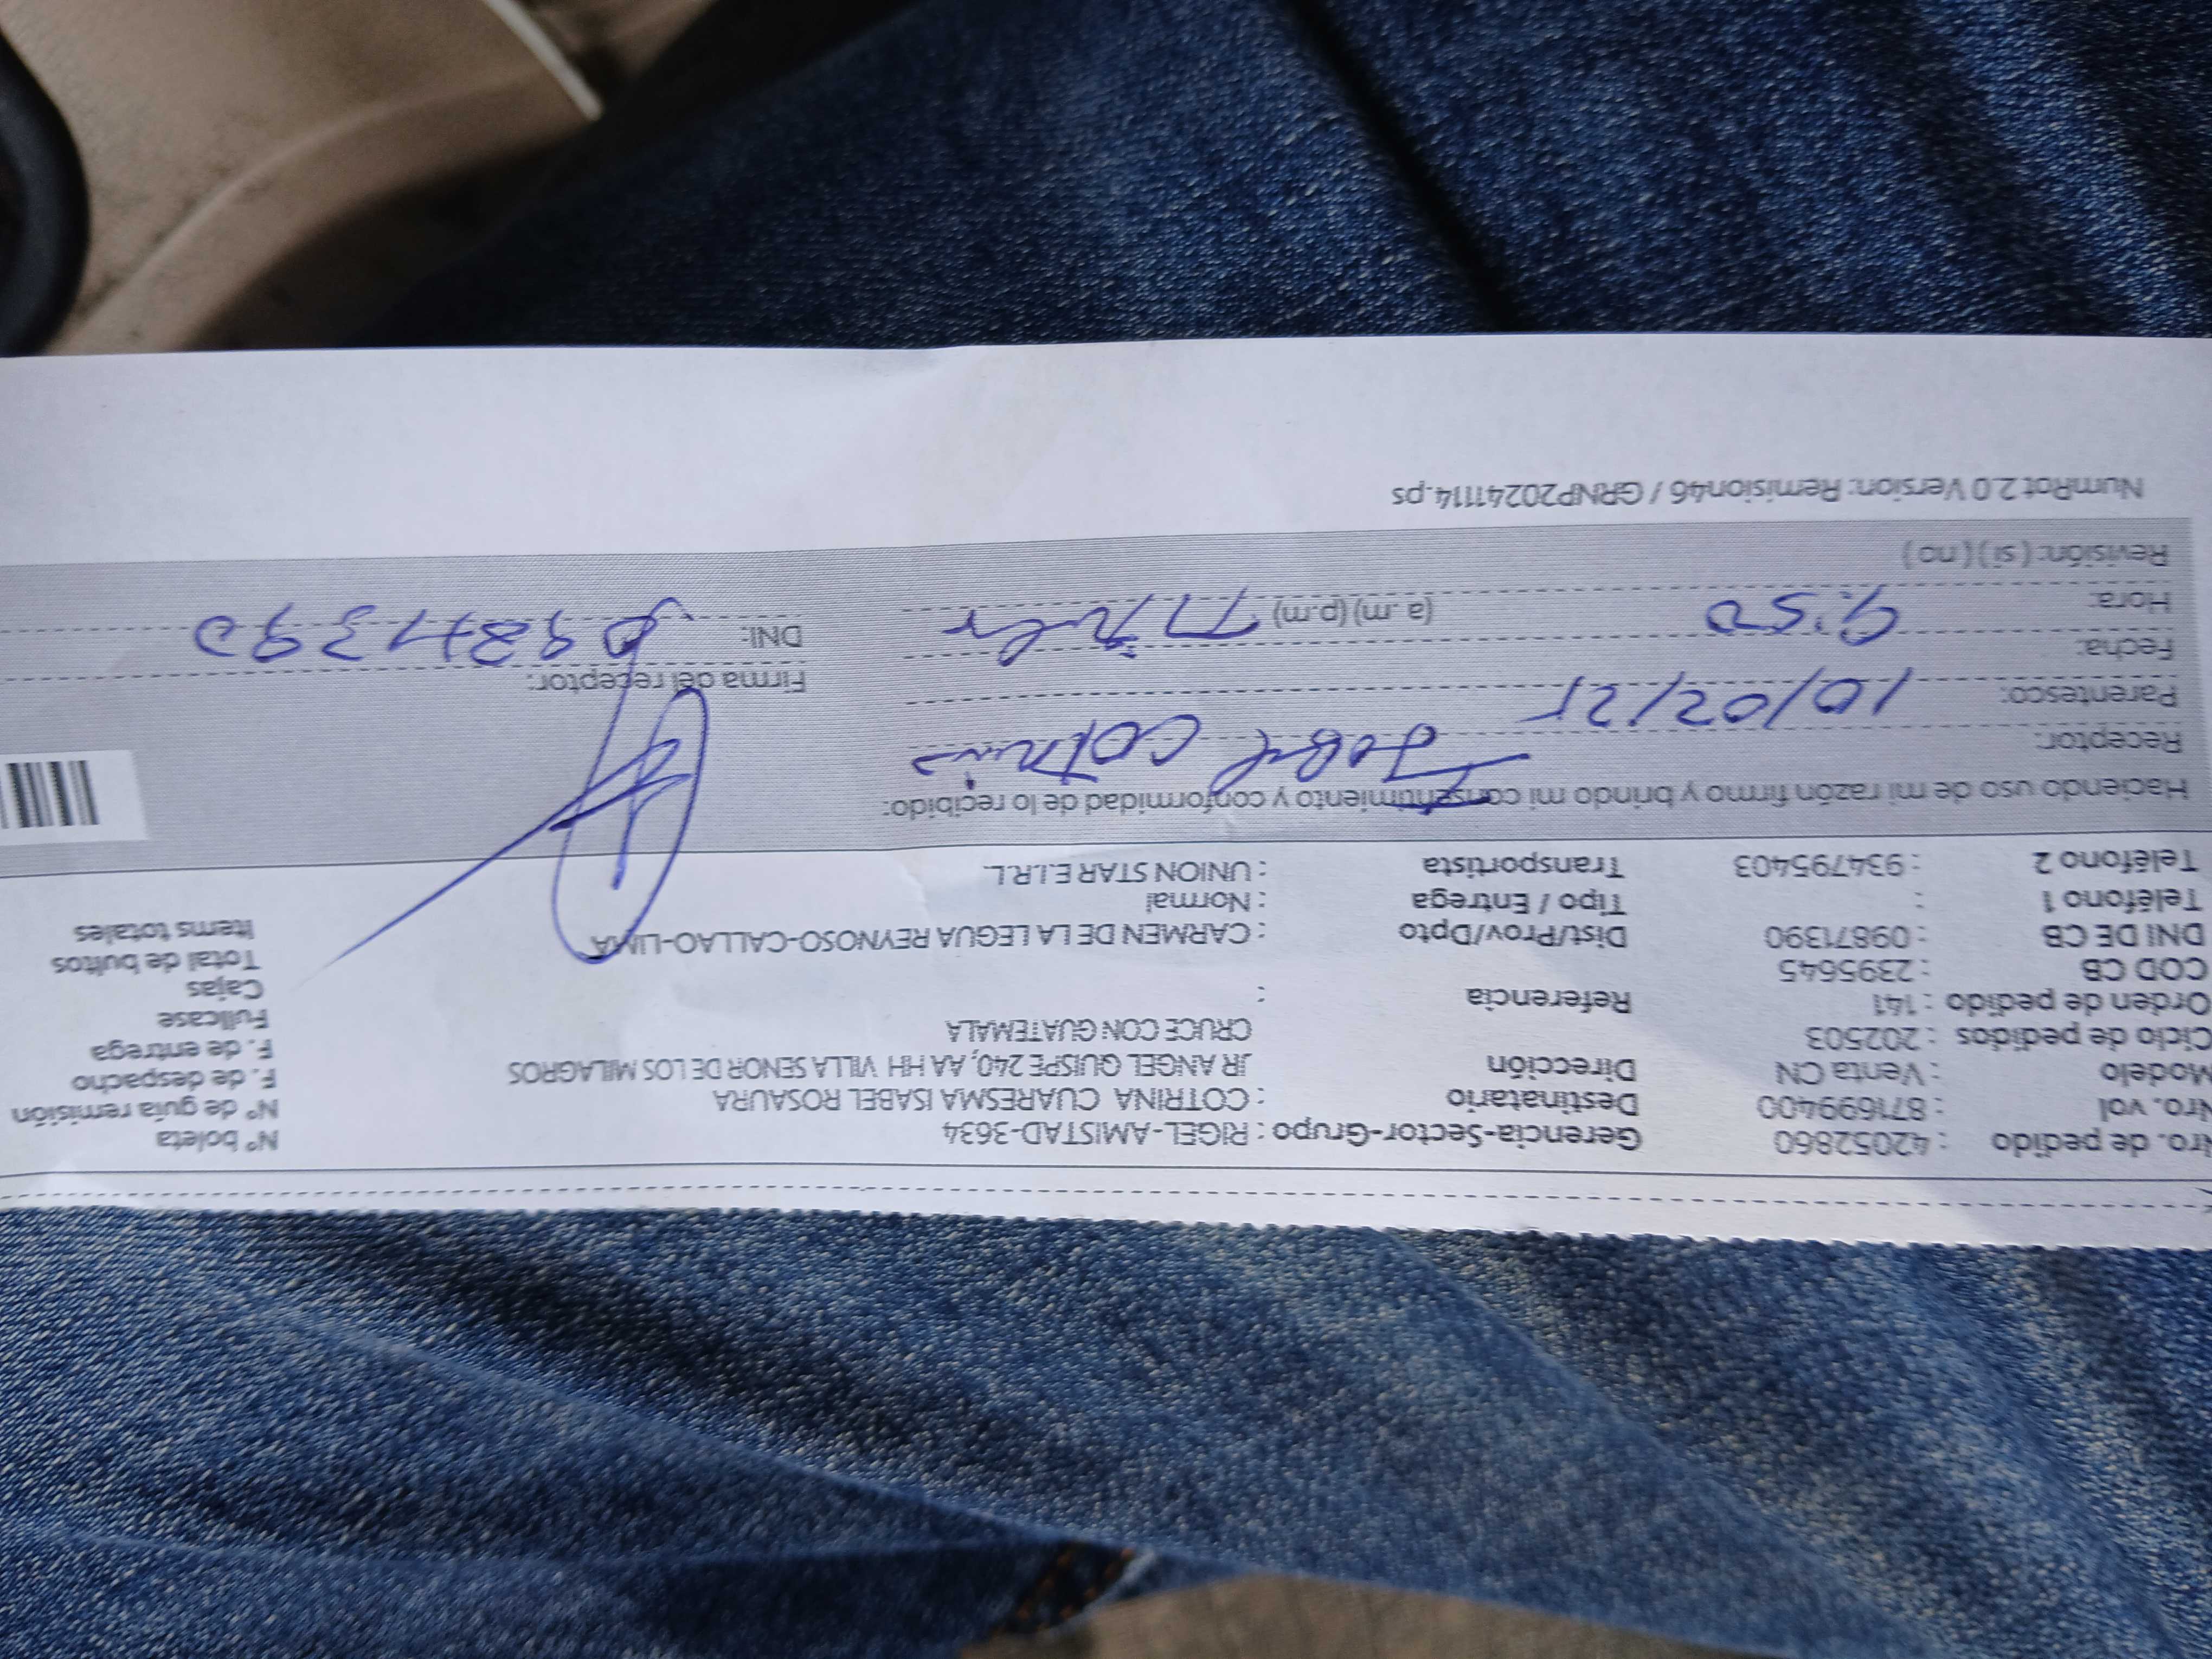 Nro. de pedido : 42052860 Gerencia-Sector-Grupo : RIGEL-AMISTAD-3634 N° boleta
Nro. vol : 871699400 Destinatario : COTRINA CUARESMA ISABEL ROSAURA N° de guía remisión
Modelo : Venta CN Dirección JR ANGEL QUISPE 240, AA HH VILLA SENOR DE LOS MILAGROS F. de despacho
Ciclo de pedidos : 202503 CRUCE CON GUATEMALA F. de entrega
Orden de pedido : 141 Referencia : Fullcase
COD CB : 2395645 Cajas
DNI DE CB : 09871390 Dist/Prov/Dpto : CARMEN DE LA LEGUA REYNOSO-CALLAO-LIMA Total de bultos
Teléfono 1 : Tipo / Entrega : Normal Items totales
Teléfono 2 : 934795403 Transportista : UNION STAR E.I.R.L.
Haciendo uso de mi razón firmo y brindo mi consentimiento y conformidad de lo recibido:
Receptor: Isabel cotrina
Parentesco: 10/02/25 Firma del receptor:
Fecha: DNI: 09871390
Hora: 9:50 (a.m) (p.m)
Revisión: ( si ) ( no )
NumRot 2.0 Version: Remision46 / GRNP20241114.ps